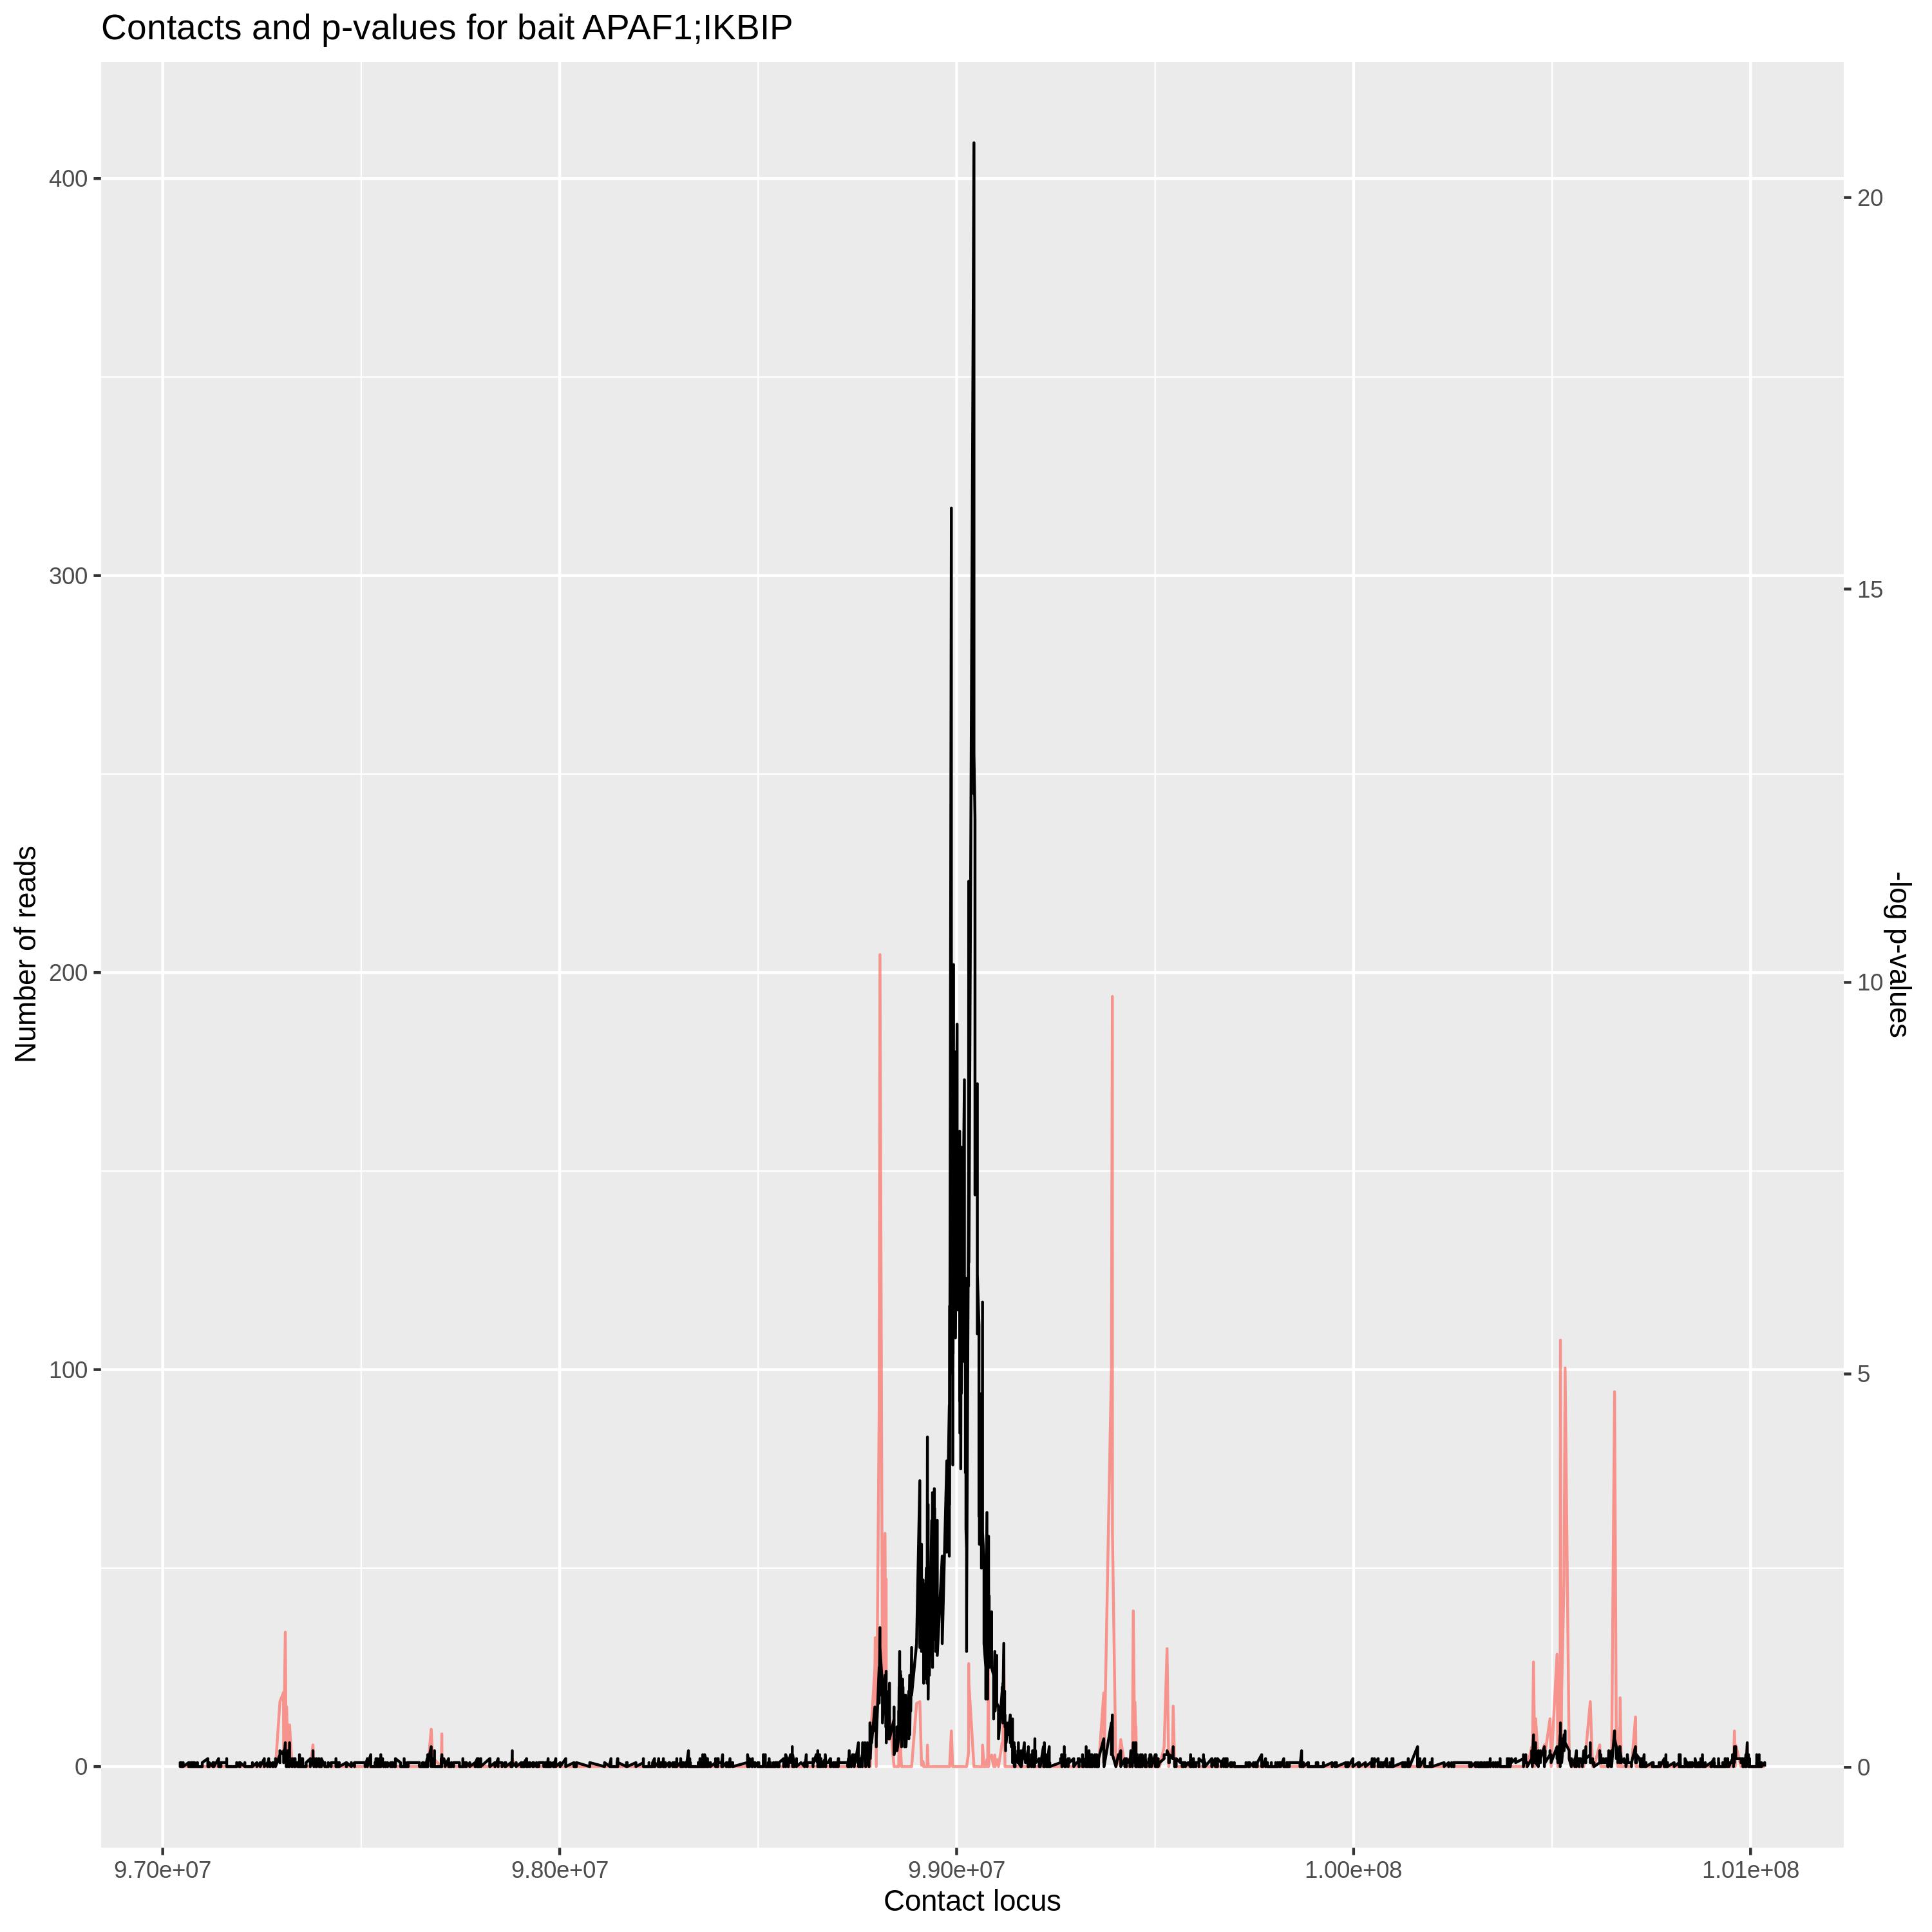 Contacts and p-values for bait APAF1;IKBIP
Number of reads
400
300
200
100
0
20
15
10
5
0
-log p-values
9.70e+07
9.80e+07
9.90e+07
1.00e+08
1.01e+08
Contact locus